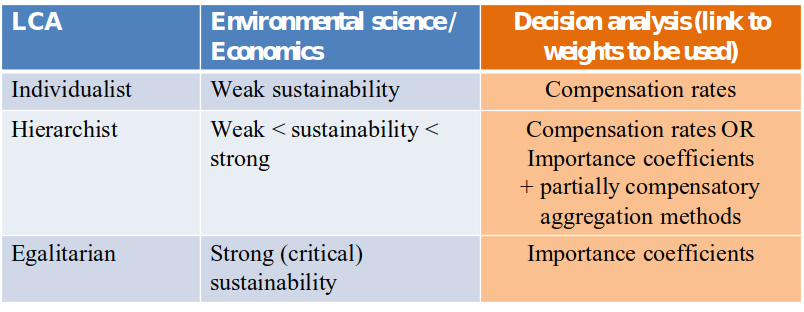 LCA
Environmental science/
Economics
Decision analysis (link to
weights to be used)
Individualist
Weak sustainability
Compensation rates
Hierarchist
Weak < sustainability <
strong
Compensation rates OR
Importance coefficients
+ partially compensatory
aggregation methods
Egalitarian
Strong (critical)
sustainability
Importance coefficients